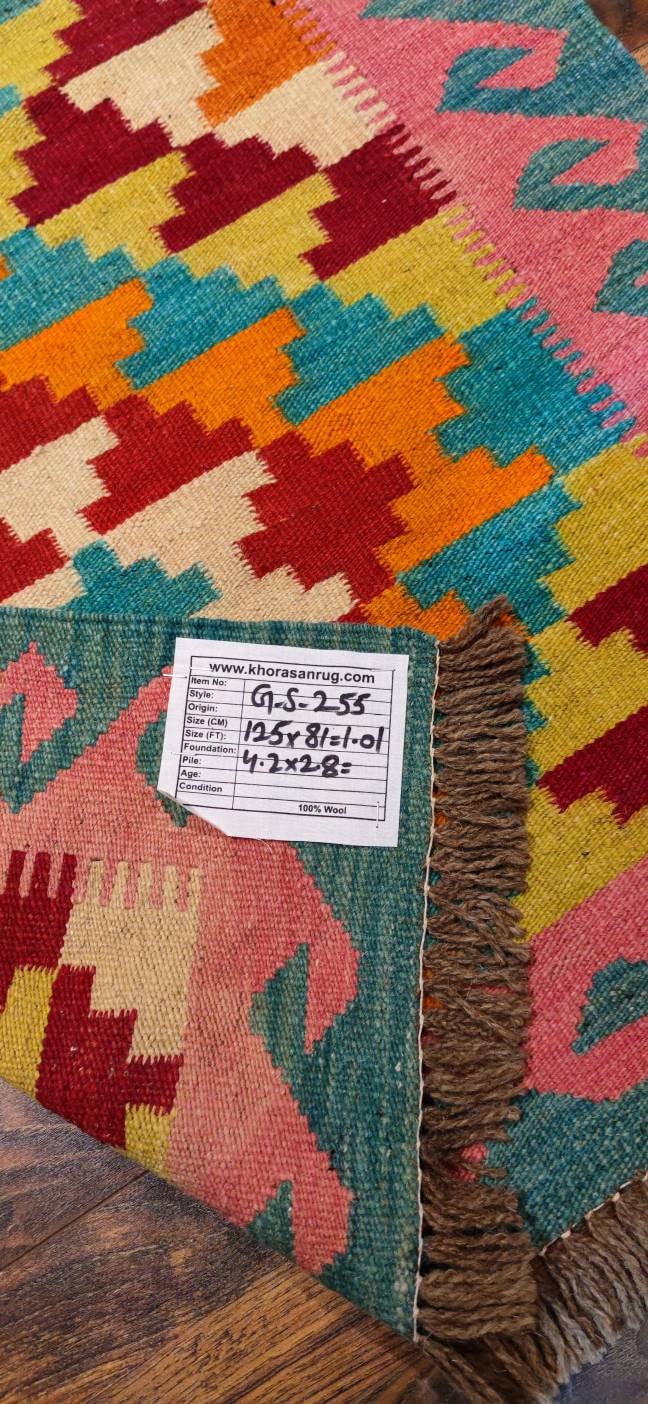 www.khorasanrug.com
Item No:
Style: G-S-255
Origin:
Size (CM) 125x81=1.01
Size (FT):
Foundation: 4.2x2.8=
Pile:
Age:
Condition
100% Wool